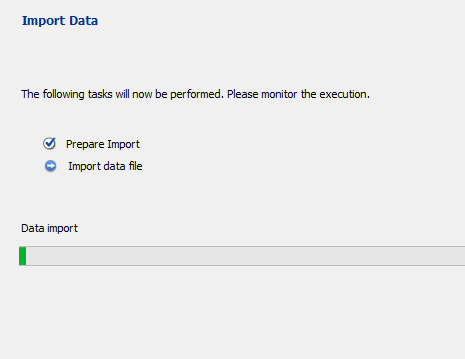 Import Data
The following tasks will now be performed. Please monitor the execution.
Prepare Import
Import data file
Data import